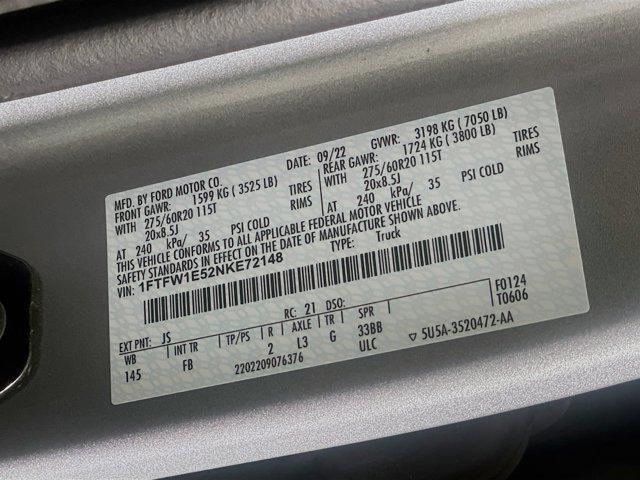 MFD. BY FORD MOTOR CO. DATE: 09/22 GVWR: 3198 KG ( 7050 LB)
FRONT GAWR: 1599 KG ( 3525 LB) REAR GAWR: 1724 KG ( 3800 LB)
WITH 275/60R20 115T TIRES WITH 275/60R20 115T TIRES
20x8.5J RIMS 20x8.5J RIMS
AT 240 kPa/ 35 PSI COLD AT 240 kPa/ 35 PSI COLD
THIS VEHICLE CONFORMS TO ALL APPLICABLE FEDERAL MOTOR VEHICLE
SAFETY STANDARDS IN EFFECT ON THE DATE OF MANUFACTURE SHOWN ABOVE.
VIN: 1FTFW1E52NKE72148 TYPE: Truck
F0124
T0606
EXT PNT: JS RC: 21 DSO:
WB INT TR TP/PS R AXLE TR SPR
145 FB 2 L3 G 33BB
2202209076376 ULC ▽ 5U5A-3520472-AA